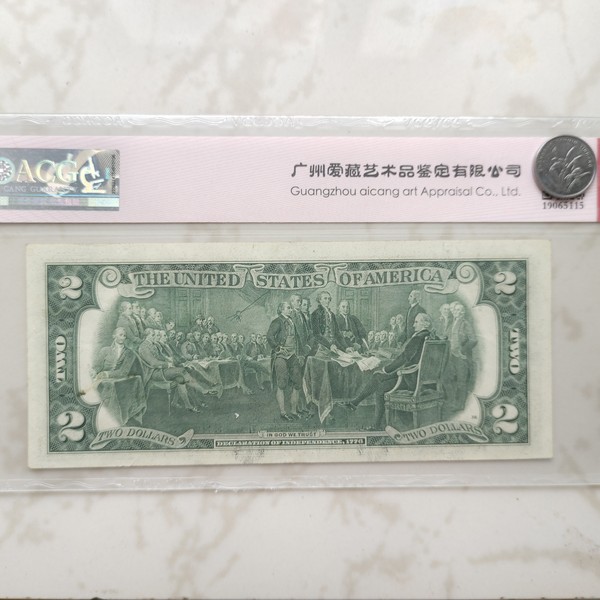 ACG
广州爱藏艺术品鉴定有限公司
Guangzhou aicang art Appraisal Co., Ltd.
19065115
THE UNITED STATES OF AMERICA
2
2
TWO
TWO
2
2
TWO DOLLARS
IN GOD WE TRUST
TWO DOLLARS
DECLARATION OF INDEPENDENCE, 1776